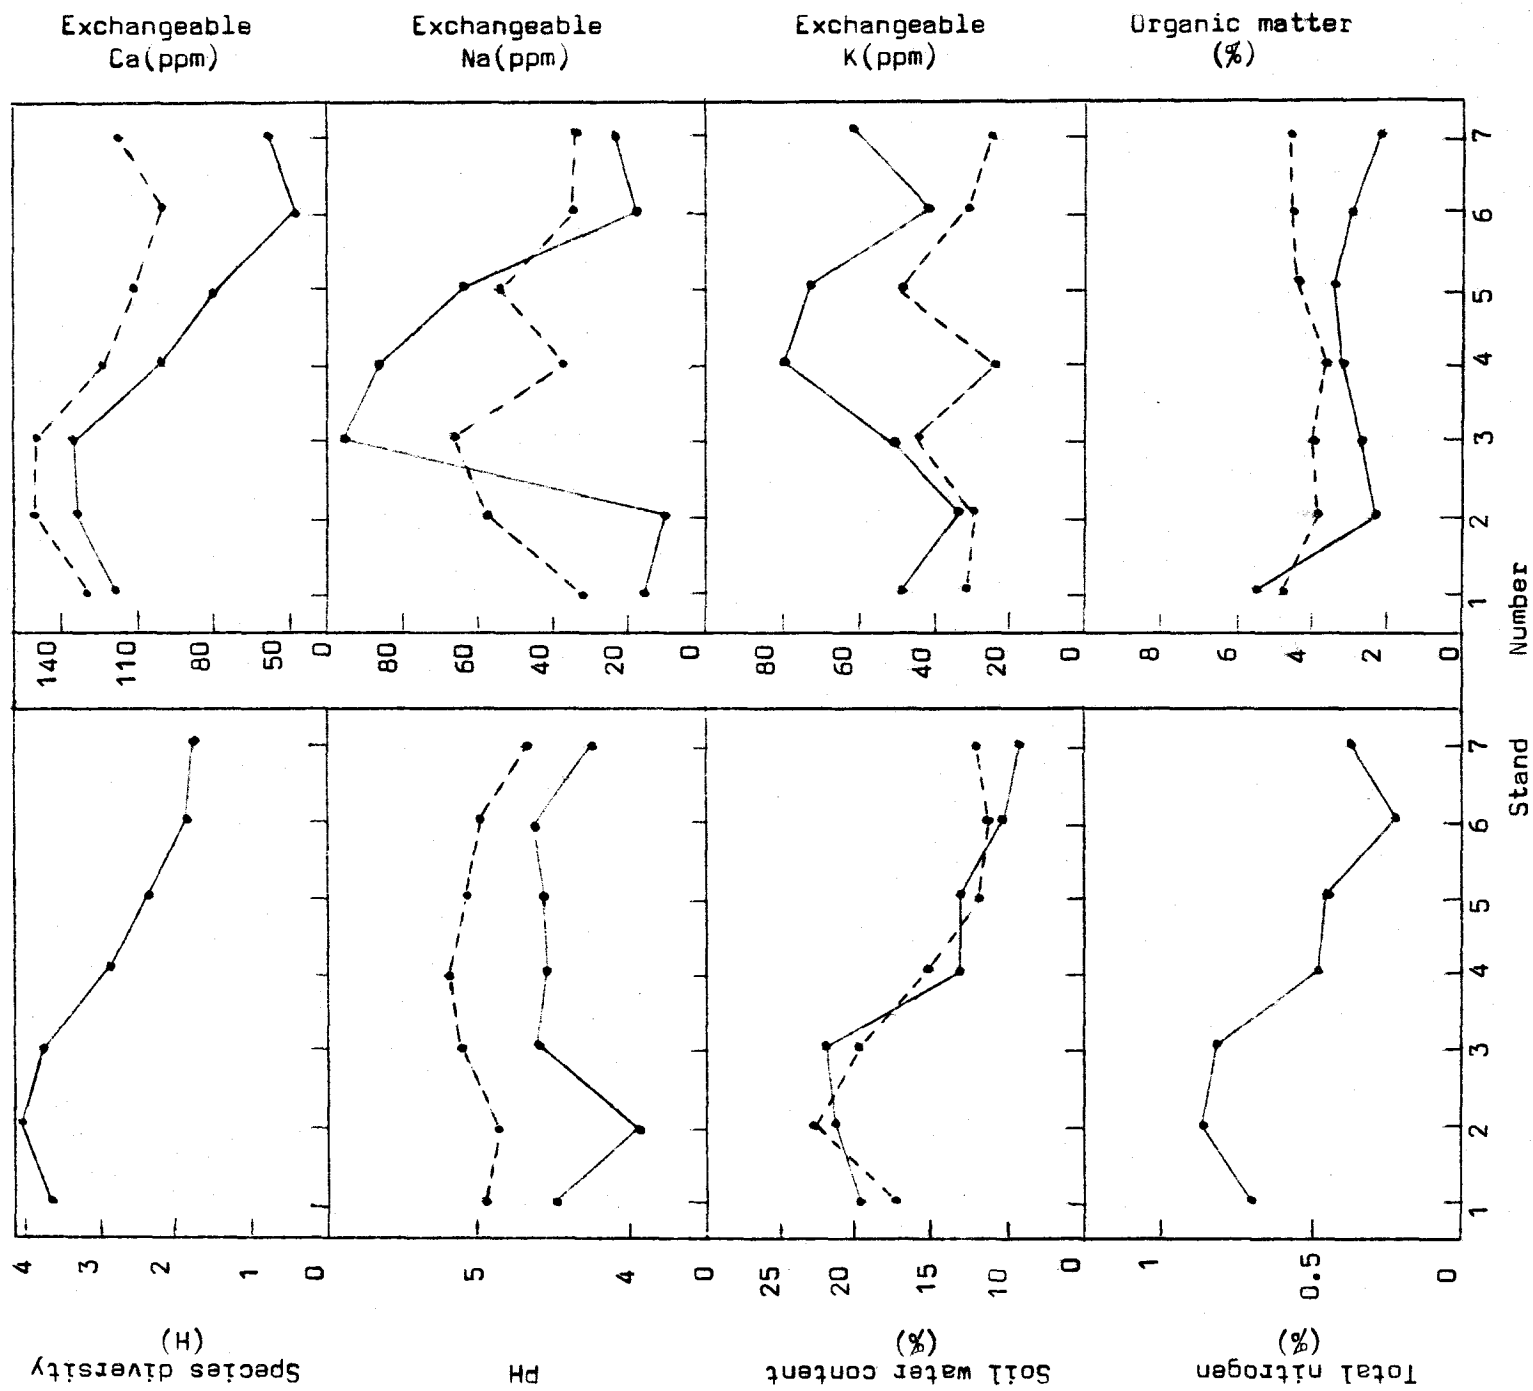 Exchangeable
Ca(ppm)
Exchangeable
Na(ppm)
Exchangeable
K(ppm)
Organic matter
(%)
140
110
80
50
0
80
60
40
20
0
80
60
40
20
0
8
6
4
2
0
1 2 3 4 5 6 7
4
3
2
1
0
5
4
0
25
20
15
10
0
1
0.5
0
1 2 3 4 5 6 7
Species diversity
(H)
PH
Soil water content
(%)
Total nitrogen
(%)
Stand Number